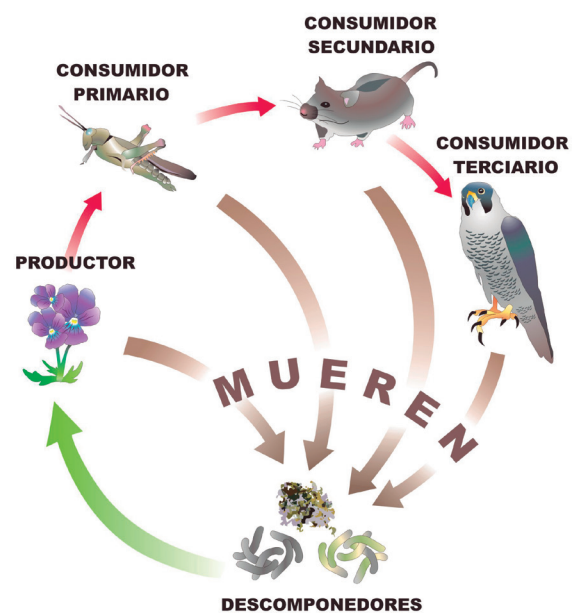 CONSUMIDOR
SECUNDARIO
CONSUMIDOR
PRIMARIO
CONSUMIDOR
TERCIARIO
PRODUCTOR
MUEREN
DESCOMPONEDORES